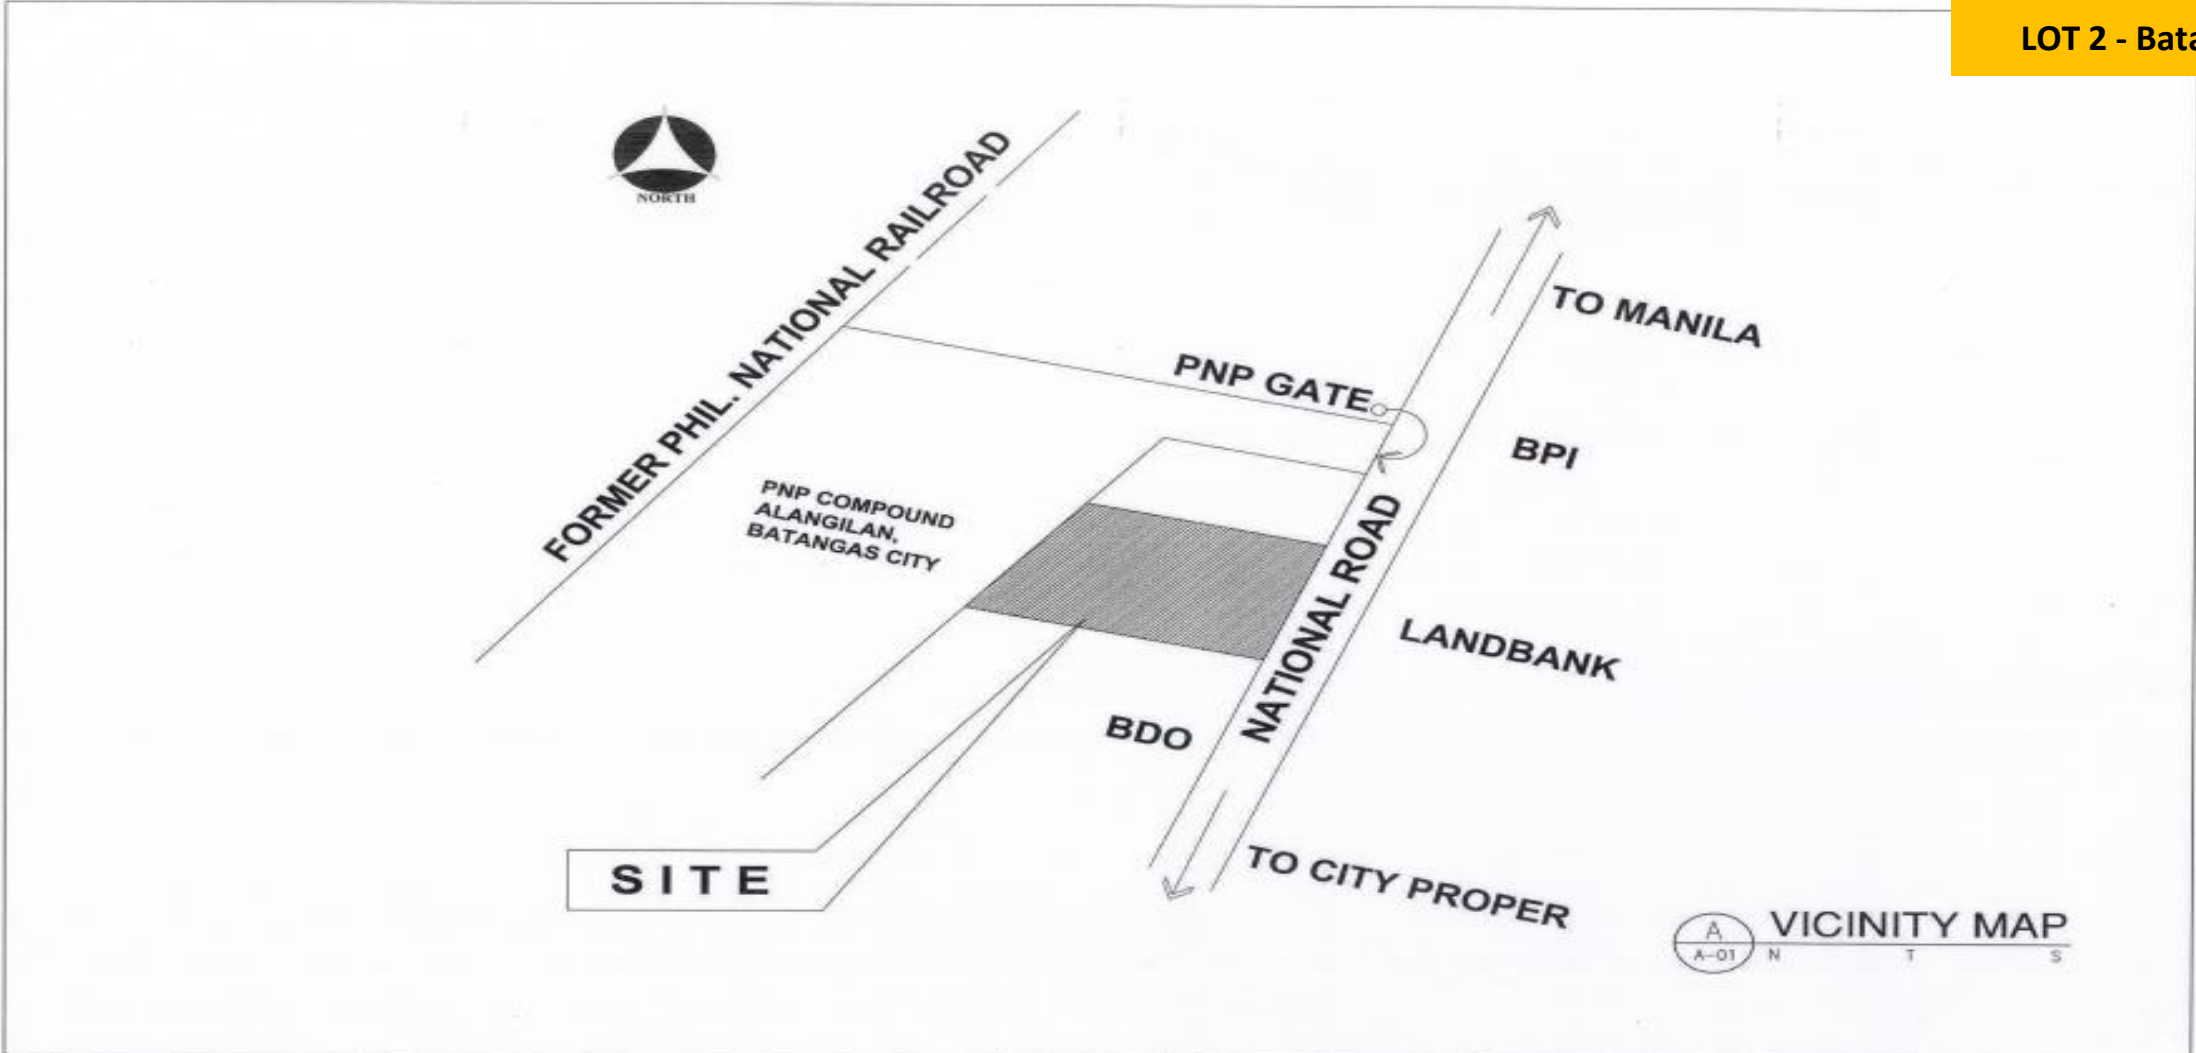 LOT 2 - Bata
NORTH
FORMER PHIL. NATIONAL RAILROAD
TO MANILA
PNP GATE
BPI
PNP COMPOUND
ALANGILAN,
BATANGAS CITY
NATIONAL ROAD
LANDBANK
BDO
SITE
TO CITY PROPER
A
A-01
VICINITY MAP
N T S